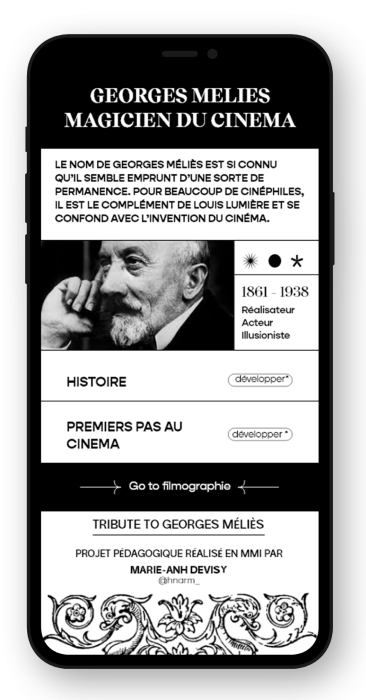 GEORGES MELIES
MAGICIEN DU CINEMA
LE NOM DE GEORGES MÉLIÈS EST SI CONNU
QU'IL SEMBLE EMPRUNT D'UNE SORTE DE
PERMANENCE. POUR BEAUCOUP DE CINÉPHILES,
IL EST LE COMPLÉMENT DE LOUIS LUMIÈRE ET SE
CONFOND AVEC L'INVENTION DU CINÉMA.
1861 - 1938
Réalisateur
Acteur
Illusioniste
HISTOIRE
développer*
PREMIERS PAS AU
CINEMA
développer *
Go to filmographie
TRIBUTE TO GEORGES MÉLIÈS
PROJET PÉDAGOGIQUE RÉALISÉ EN MMI PAR
MARIE-ANH DEVISY
@hnarm_